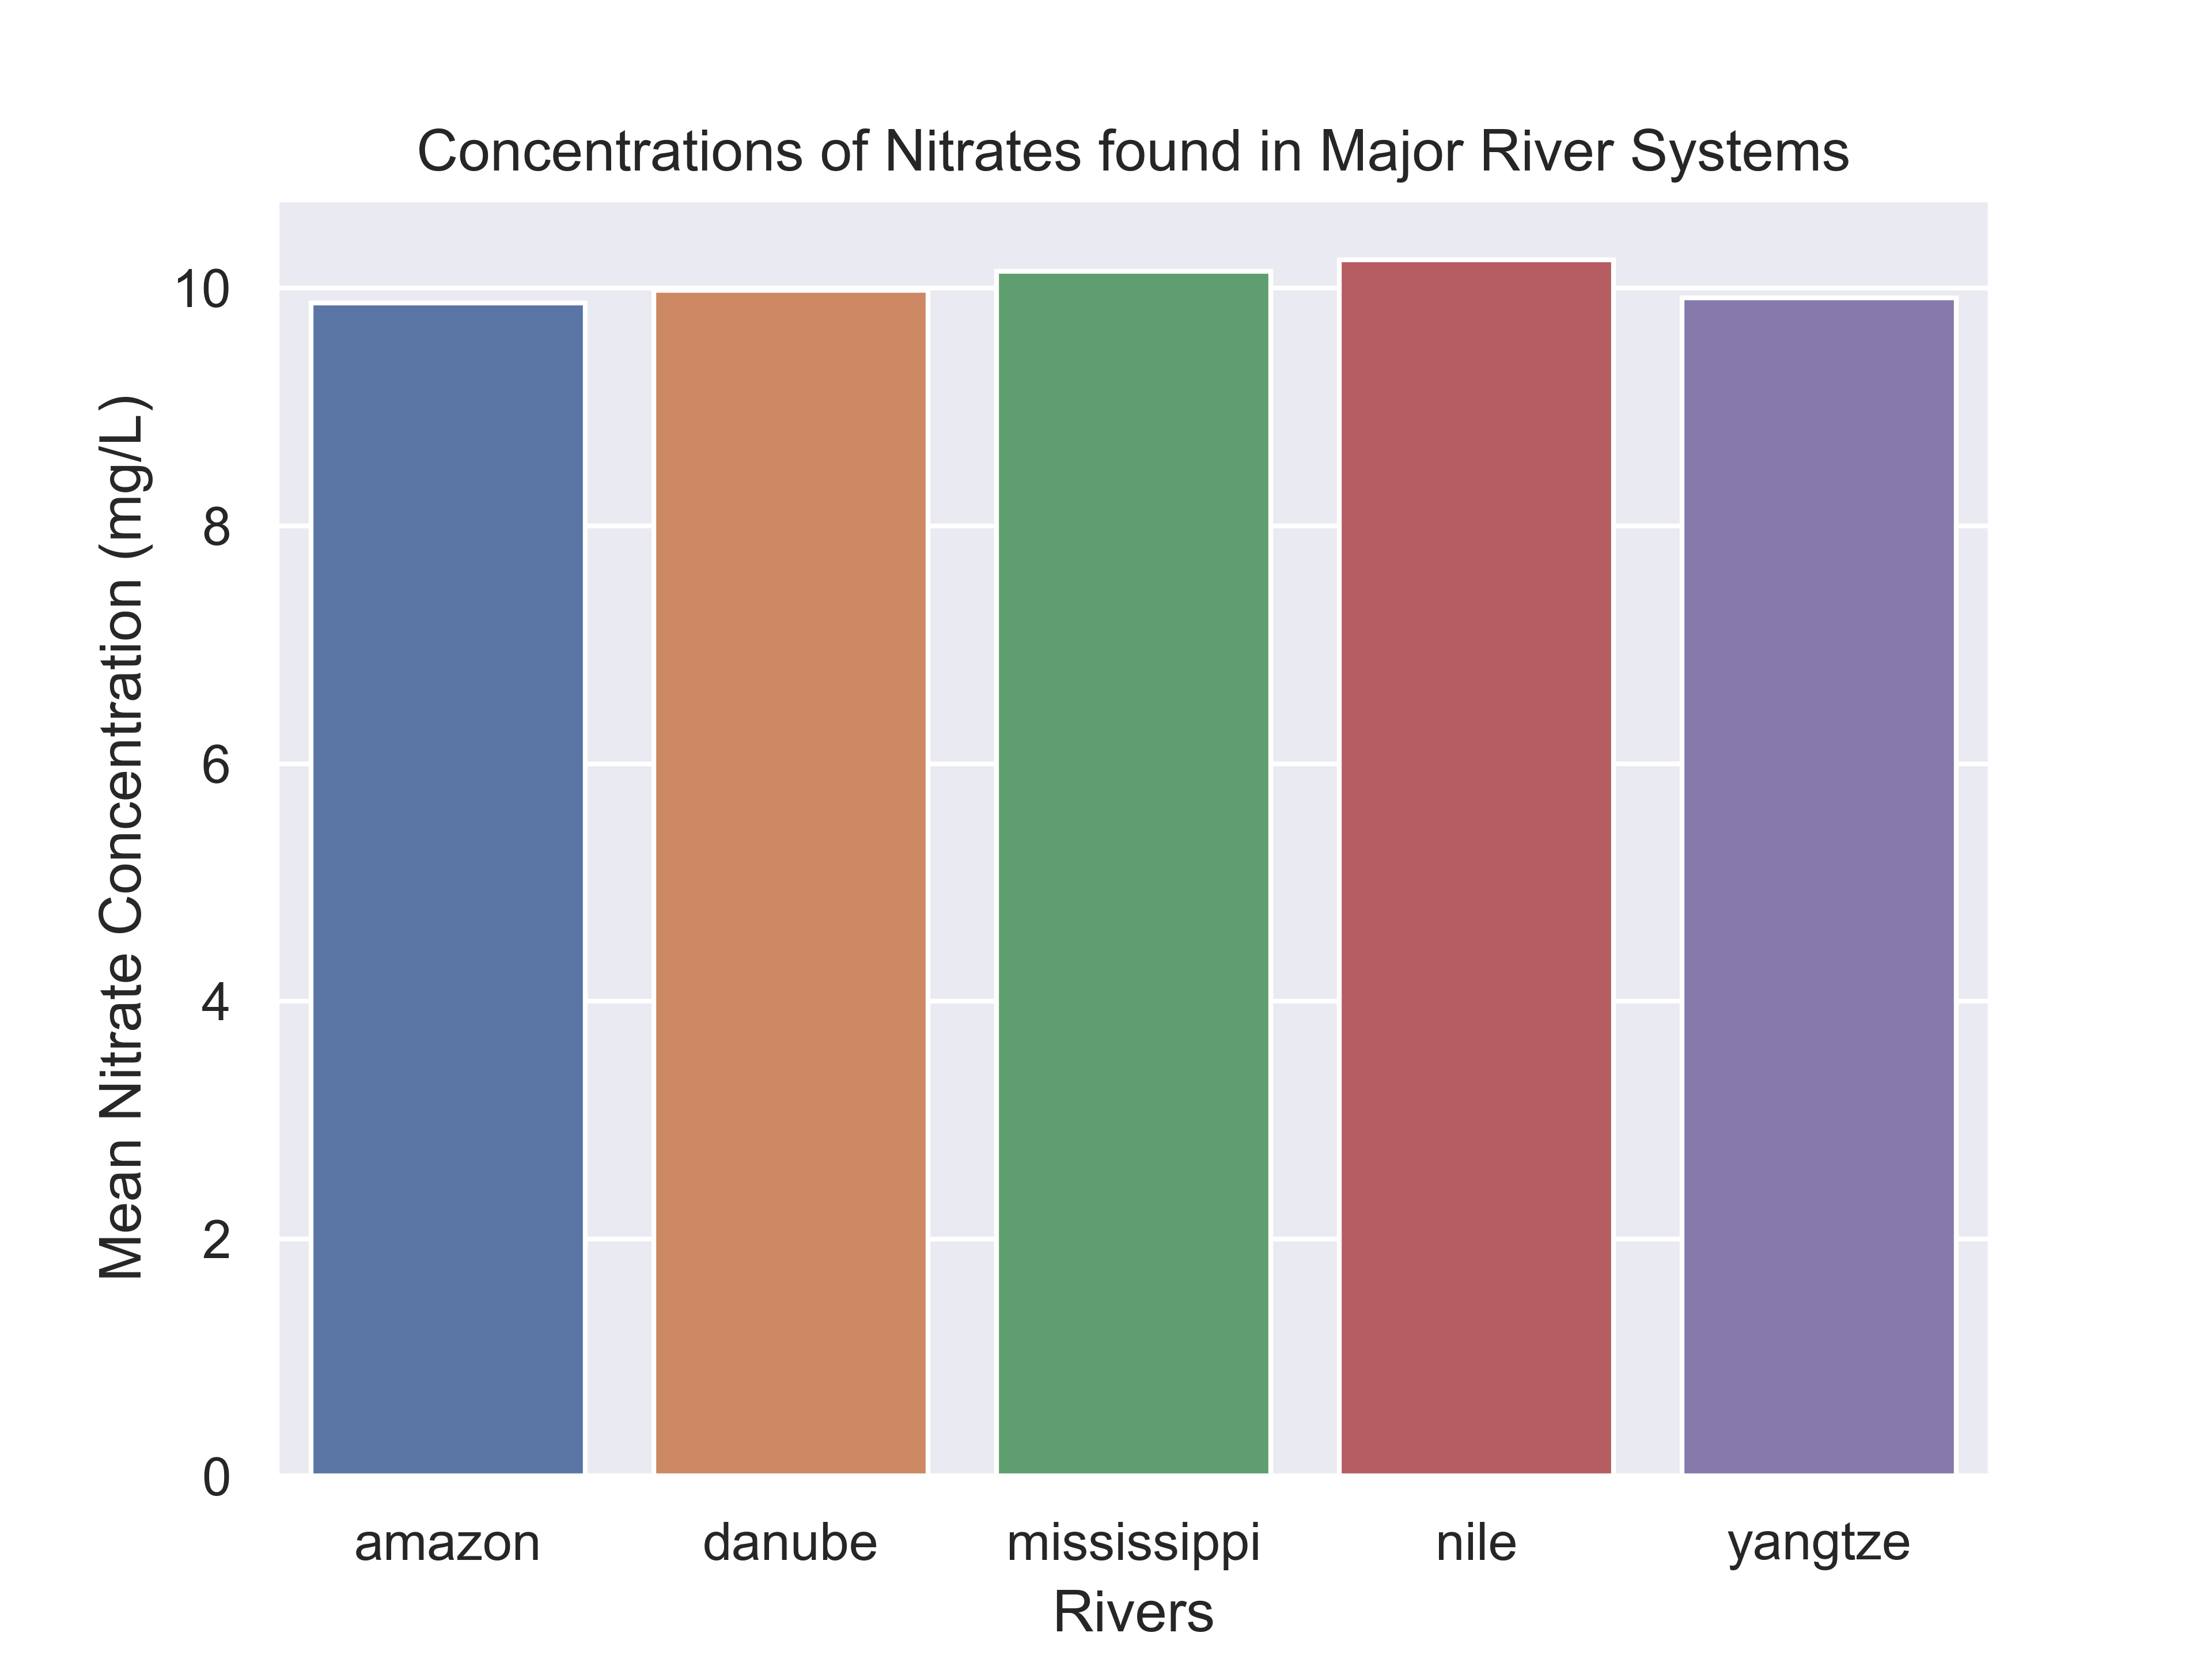 Concentrations of Nitrates found in Major River Systems
Mean Nitrate Concentration (mg/L)
10
8
6
4
2
0
amazon danube mississippi nile yangtze
Rivers